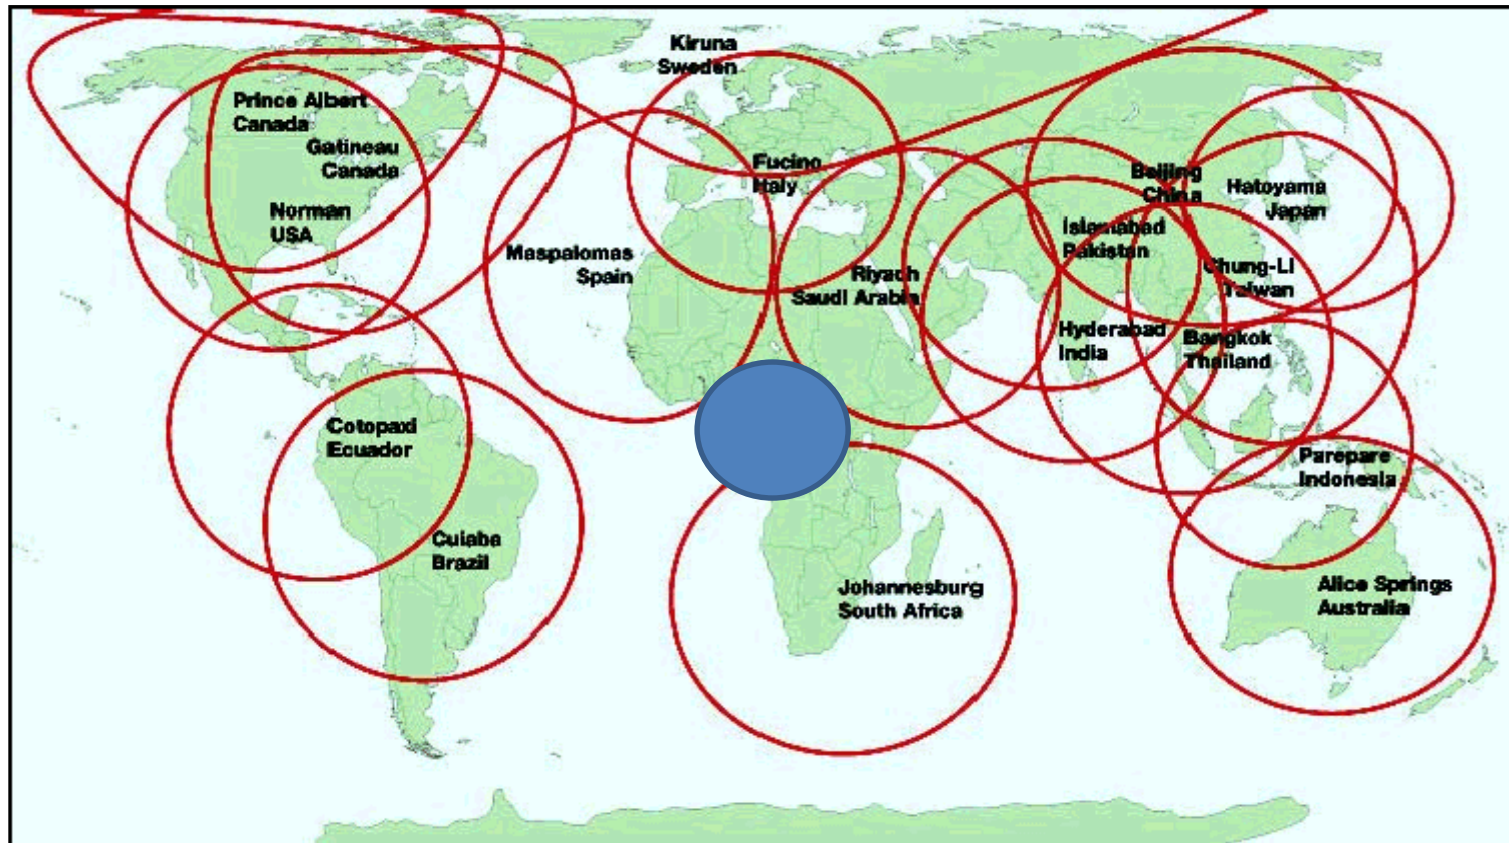 Kiruna
Sweden
Prince Albert
Canada
Gatineau
Canada
Norman
USA
Fucino
Italy
Maspalomas
Spain
Riyadh
Saudi Arabia
Beijing
China
Hatoyama
Japan
Islamabad
Pakistan
Chung-Li
Taiwan
Hyderabad
India
Bangkok
Thailand
Cotopaxi
Ecuador
Cuiaba
Brazil
Parepare
Indonesia
Johannesburg
South Africa
Alice Springs
Australia